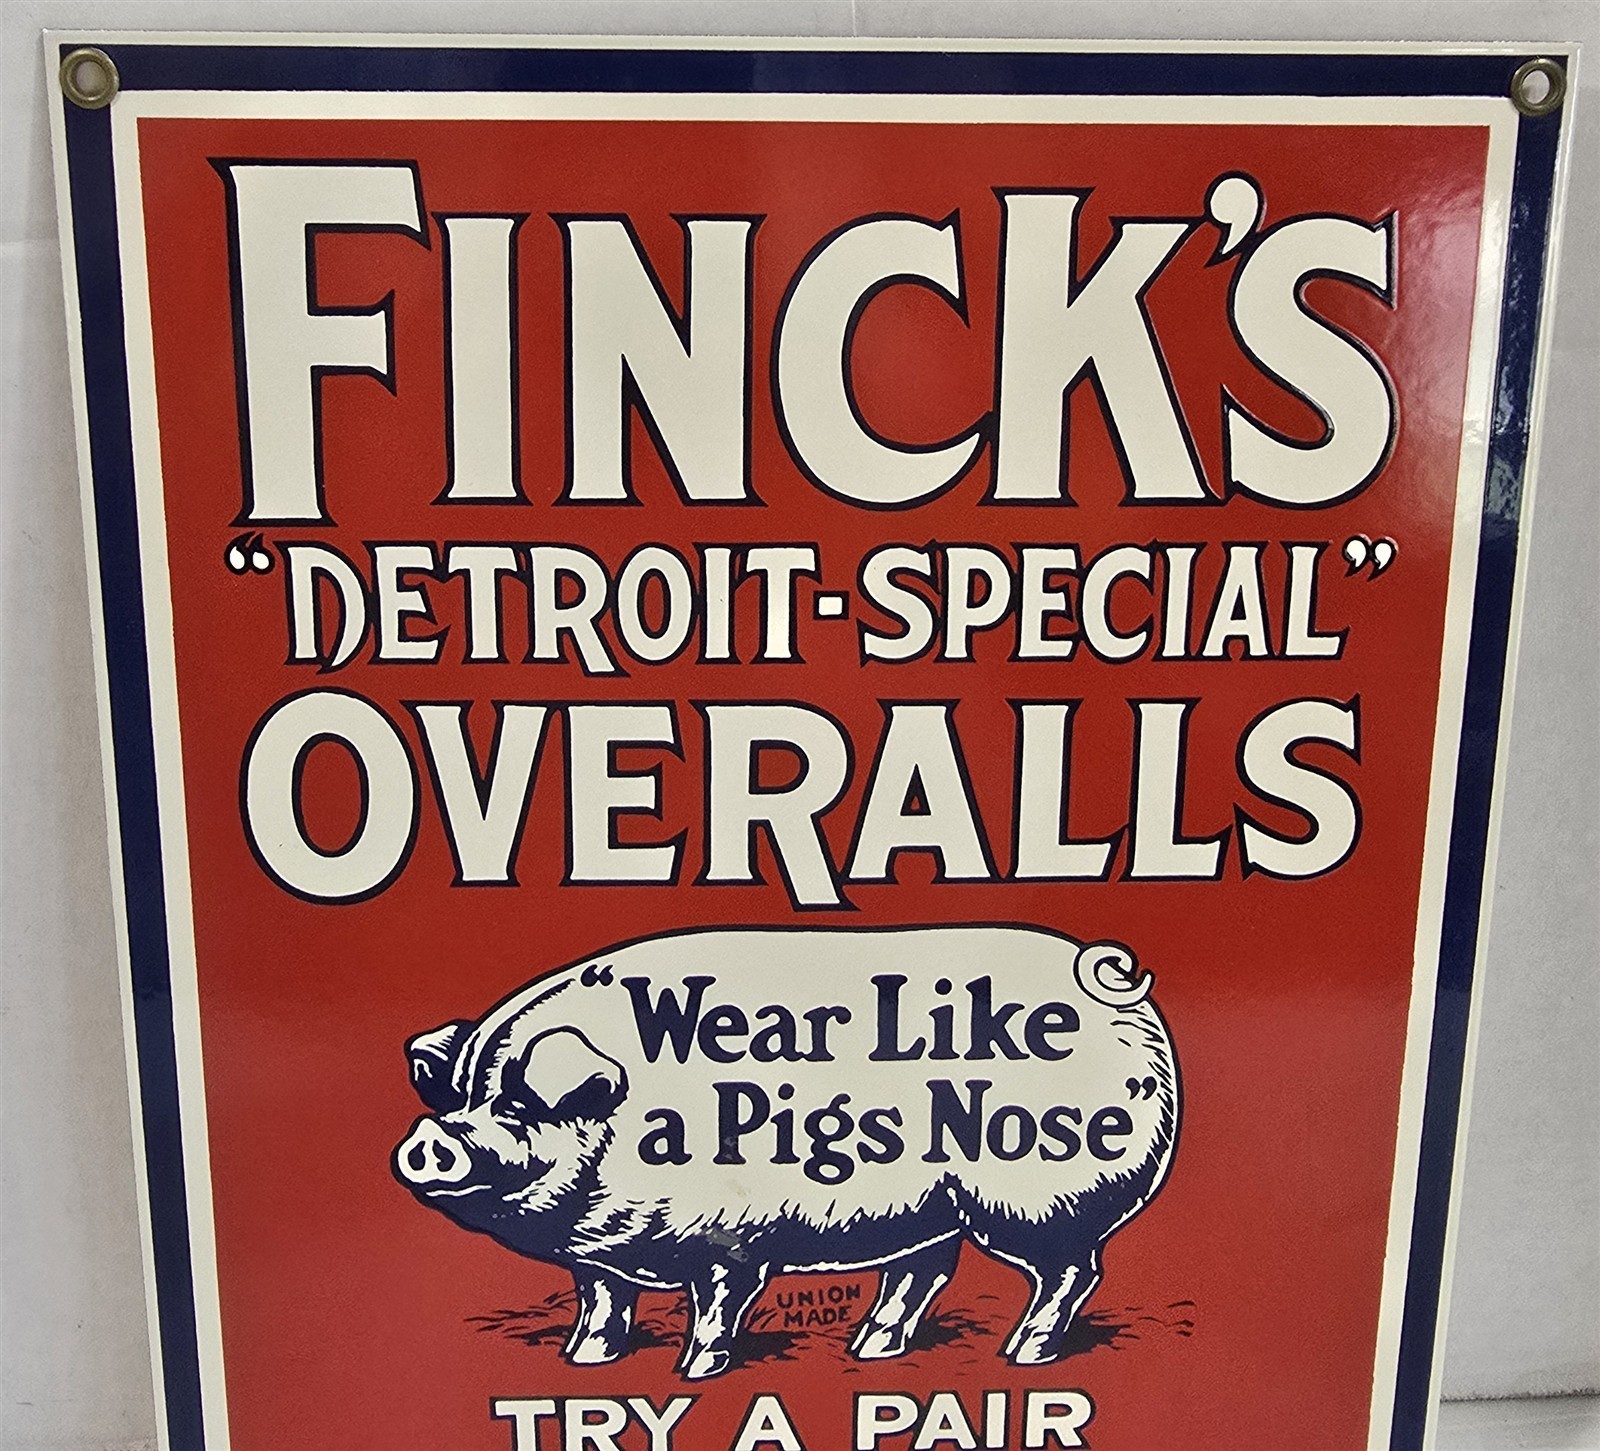 FINCK'S
“DETROIT-SPECIAL”
OVERALLS
“Wear Like
a Pigs Nose”
UNION
MADE
TRY A PAIR